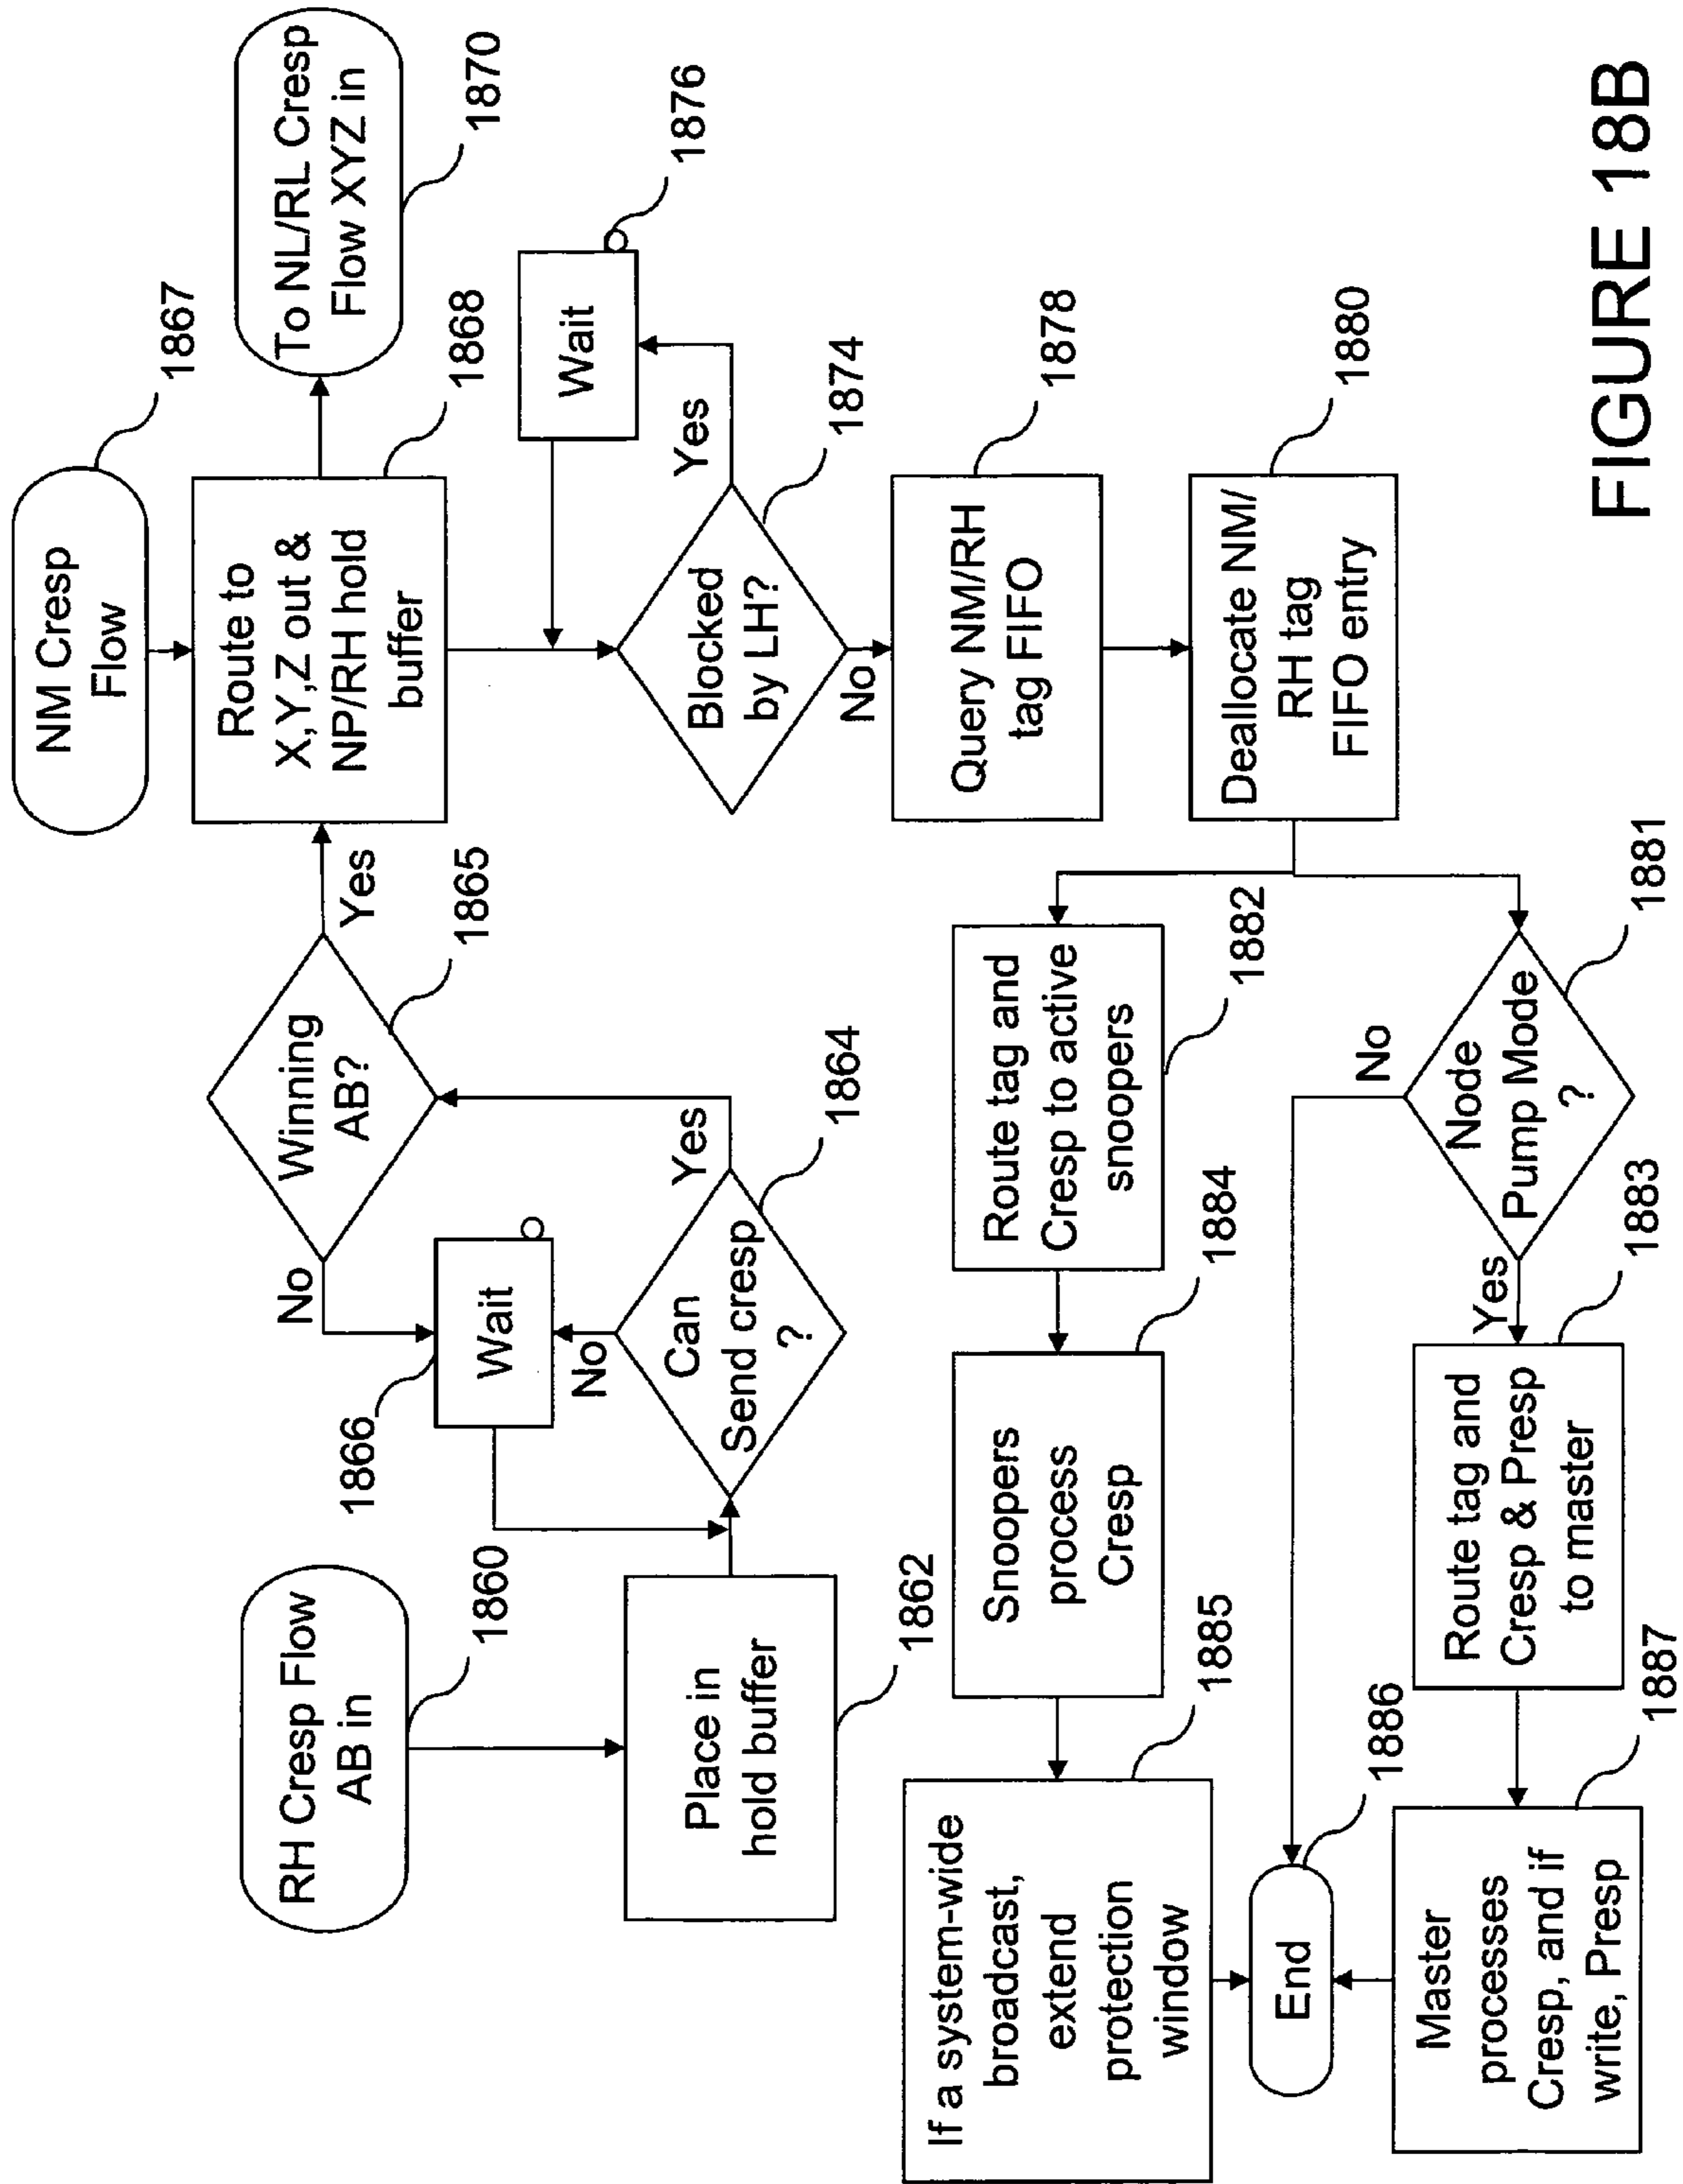 RH Cresp Flow
AB in
1860
Place in
hold buffer
1862
Can
Send cresp
?
1864
No
Yes
Wait
1866
Winning
AB?
1865
No
Yes
NM Cresp
Flow
1867
Route to
X,Y,Z out &
NP/RH hold
buffer
1868
To NL/RL Cresp
Flow XYZ in
1870
Blocked
by LH?
1874
Yes
No
Wait
1876
Query NM/RH
tag FIFO
1878
Deallocate NM/
RH tag
FIFO entry
1880
Route tag and
Cresp to active
snoopers
1882
Snoopers
process
Cresp
1884
If a system-wide
broadcast,
extend
protection
window
1885
Node
Pump Mode
?
1881
No
Yes
Route tag and
Cresp & Presp
to master
1883
Master
processes
Cresp, and if
write, Presp
1887
End
1886
FIGURE 18B